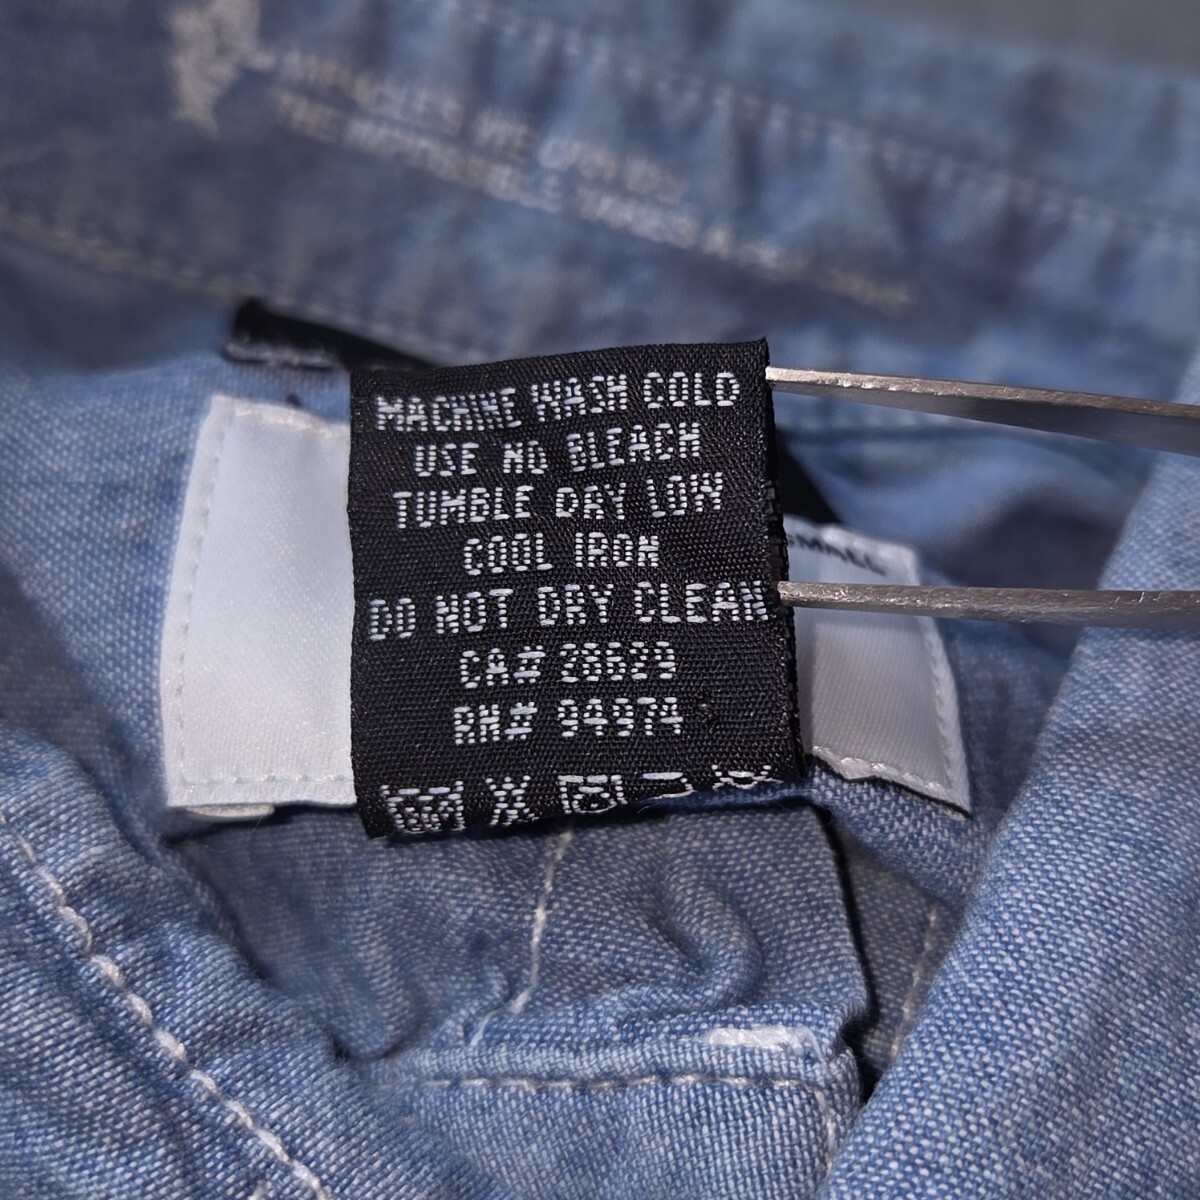 MACHINE WASH COLD
USE NO BLEACH
TUMBLE DRY LOW
COOL IRON
DO NOT DRY CLEAN
CA# 28629
RN# 94974
SMALL